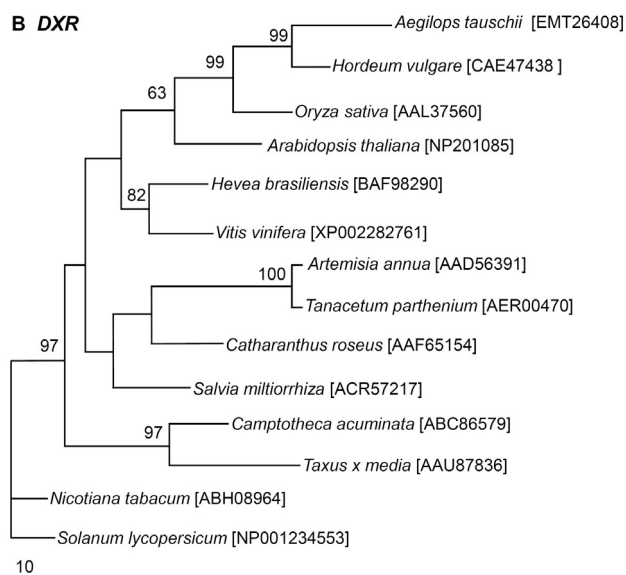 B DXR
Aegilops tauschii [EMT26408]
99
Hordeum vulgare [CAE47438 ]
99
63
Oryza sativa [AAL37560]
Arabidopsis thaliana [NP201085]
Hevea brasiliensis [BAF98290]
82
Vitis vinifera [XP002282761]
Artemisia annua [AAD56391]
100
Tanacetum parthenium [AER00470]
Catharanthus roseus [AAF65154]
97
Salvia miltiorrhiza [ACR57217]
Camptotheca acuminata [ABC86579]
97
Taxus x media [AAU87836]
Nicotiana tabacum [ABH08964]
Solanum lycopersicum [NP001234553]
10